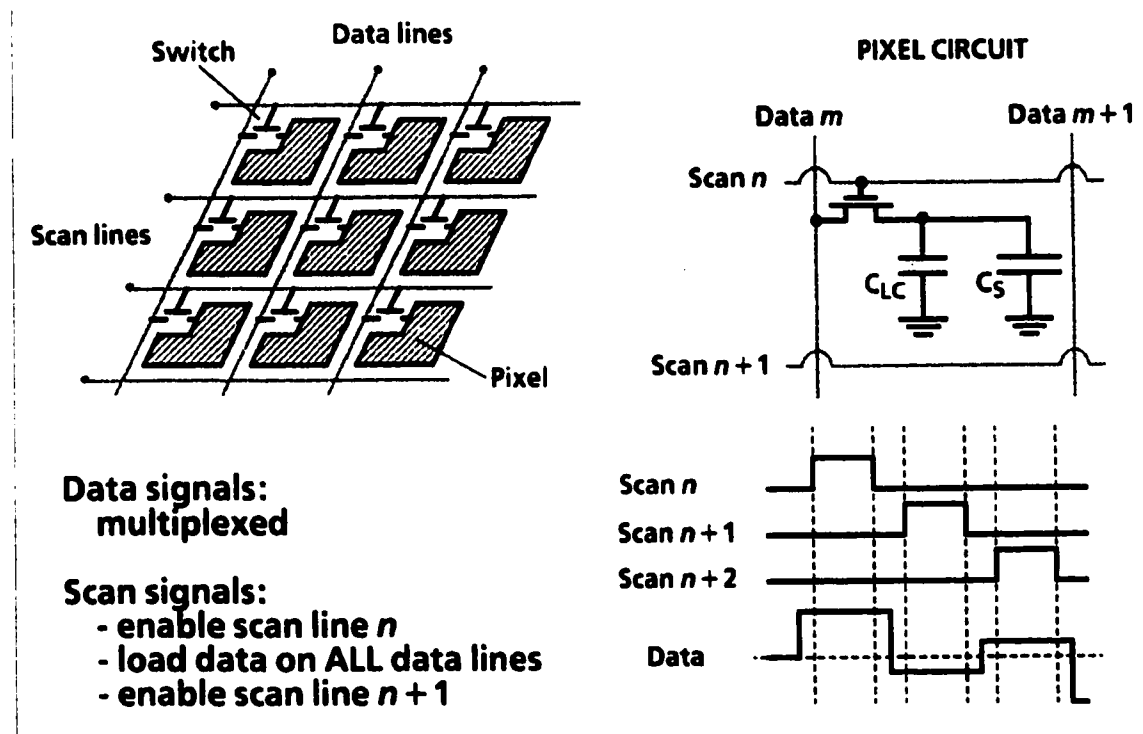 Switch
Data lines
Scan lines
Pixel
Data signals:
multiplexed
Scan signals:
- enable scan line n
- load data on ALL data lines
- enable scan line n + 1
PIXEL CIRCUIT
Data m
Data m + 1
Scan n
CLC
CS
Scan n + 1
Scan n
Scan n + 1
Scan n + 2
Data